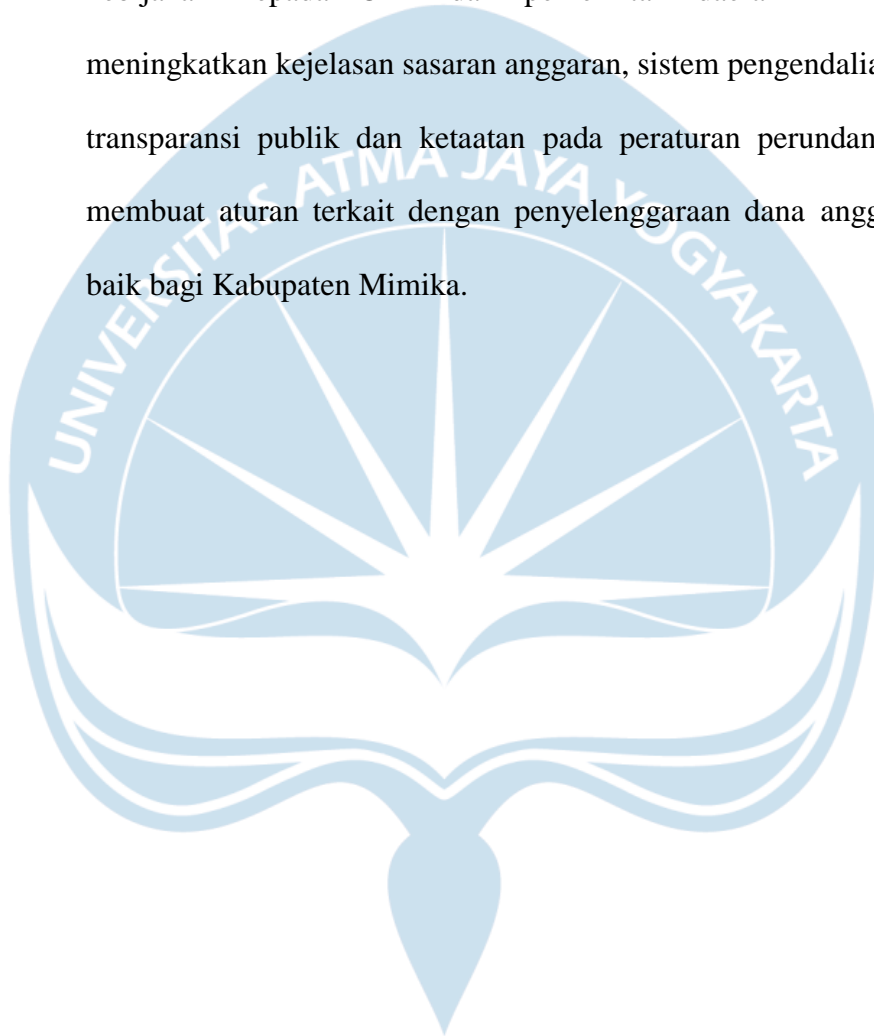 meningkatkan kejelasan sasaran anggaran, sistem pengendalia
transparansi publik dan ketaatan pada peraturan perundan
membuat aturan terkait dengan penyelenggaraan dana angg
baik bagi Kabupaten Mimika.
UNIVERSITAS ATMA JAYA YOGYAKARTA